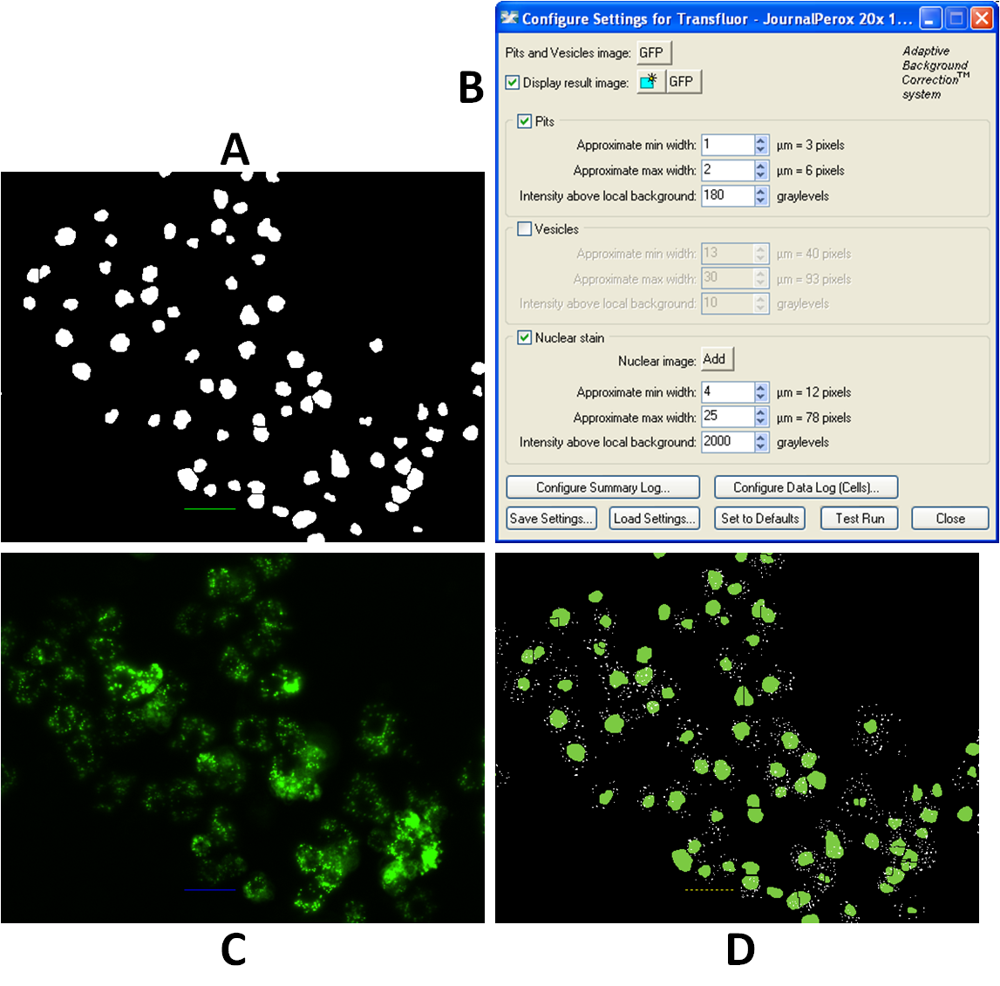 A
B
Configure Settings for Transfluor - JournalPerox 20x 1...
Pits and Vesicles image: GFP
Display result image: GFP
Adaptive
Background
Correction™
system
Pits
Approximate min width: 1 µm = 3 pixels
Approximate max width: 2 µm = 6 pixels
Intensity above local background: 180 graylevels
Vesicles
Approximate min width: 13 µm = 40 pixels
Approximate max width: 30 µm = 93 pixels
Intensity above local background: 10 graylevels
Nuclear stain
Nuclear image: Add
Approximate min width: 4 µm = 12 pixels
Approximate max width: 25 µm = 78 pixels
Intensity above local background: 2000 graylevels
Configure Summary Log... Configure Data Log (Cells)...
Save Settings... Load Settings... Set to Defaults Test Run Close
C
D